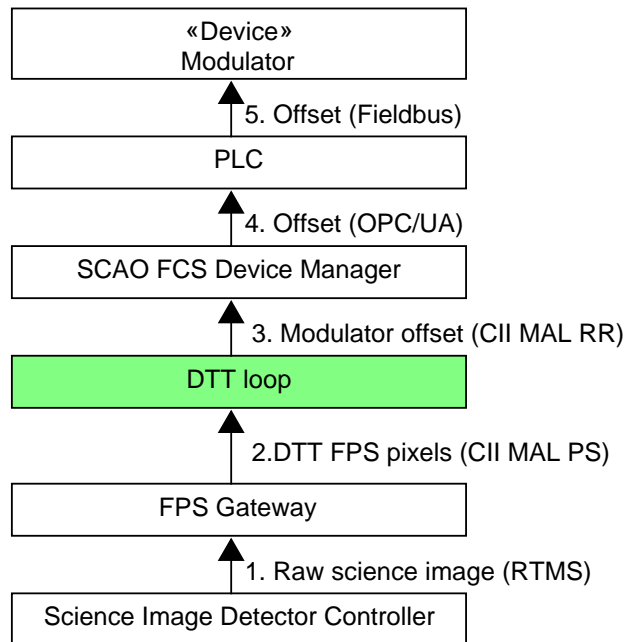 «Device»
Modulator
5. Offset (Fieldbus)
PLC
4. Offset (OPC/UA)
SCAO FCS Device Manager
3. Modulator offset (CII MAL RR)
DTT loop
2.DTT FPS pixels (CII MAL PS)
FPS Gateway
1. Raw science image (RTMS)
Science Image Detector Controller